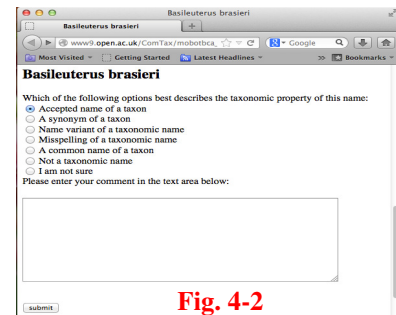 Basileuterus brasieri
Basileuterus brasieri
www9.open.ac.uk/ComTax/mobotbca_
Google
Most Visited
Getting Started
Latest Headlines
Bookmarks
Basileuterus brasieri
Which of the following options best describes the taxonomic property of this name:
Accepted name of a taxon
A synonym of a taxon
Name variant of a taxonomic name
Misspelling of a taxonomic name
A common name of a taxon
Not a taxonomic name
I am not sure
Please enter your comment in the text area below:
submit
Fig. 4-2